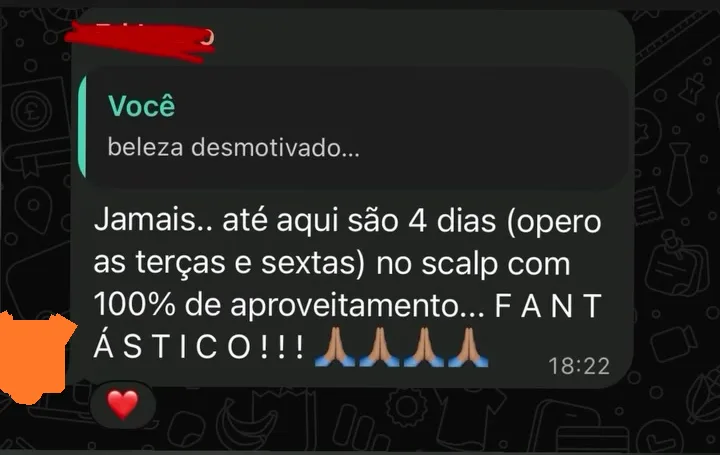 Você
beleza desmotivado...
Jamais.. até aqui são 4 dias (opero
as terças e sextas) no scalp com
100% de aproveitamento... F A N T
Á S T I C O ! ! ! 🙏🏽🙏🏽🙏🏽🙏🏽
18:22